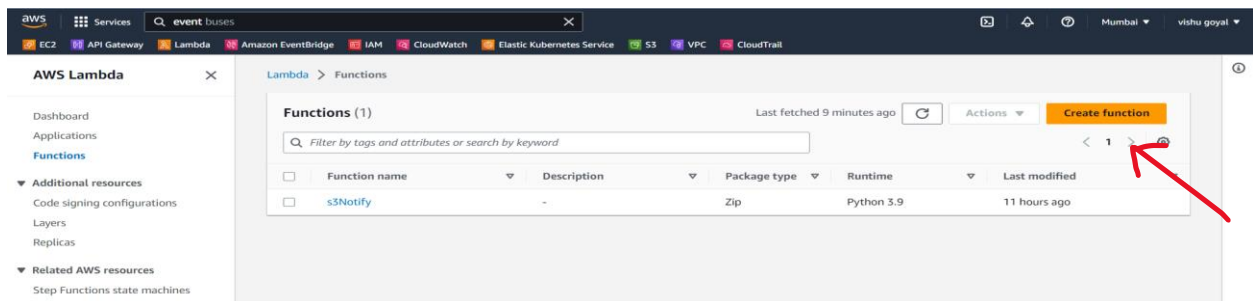 aws Services event buses Mumbai vishu goyal
EC2 API Gateway Lambda Amazon EventBridge IAM CloudWatch Elastic Kubernetes Service S3 VPC CloudTrail
AWS Lambda
Dashboard
Applications
Functions
Additional resources
Code signing configurations
Layers
Replicas
Related AWS resources
Step Functions state machines
Lambda > Functions
Functions (1) Last fetched 9 minutes ago Actions Create function
Filter by tags and attributes or search by keyword < 1 >
Function name Description Package type Runtime Last modified
s3Notify - Zip Python 3.9 11 hours ago